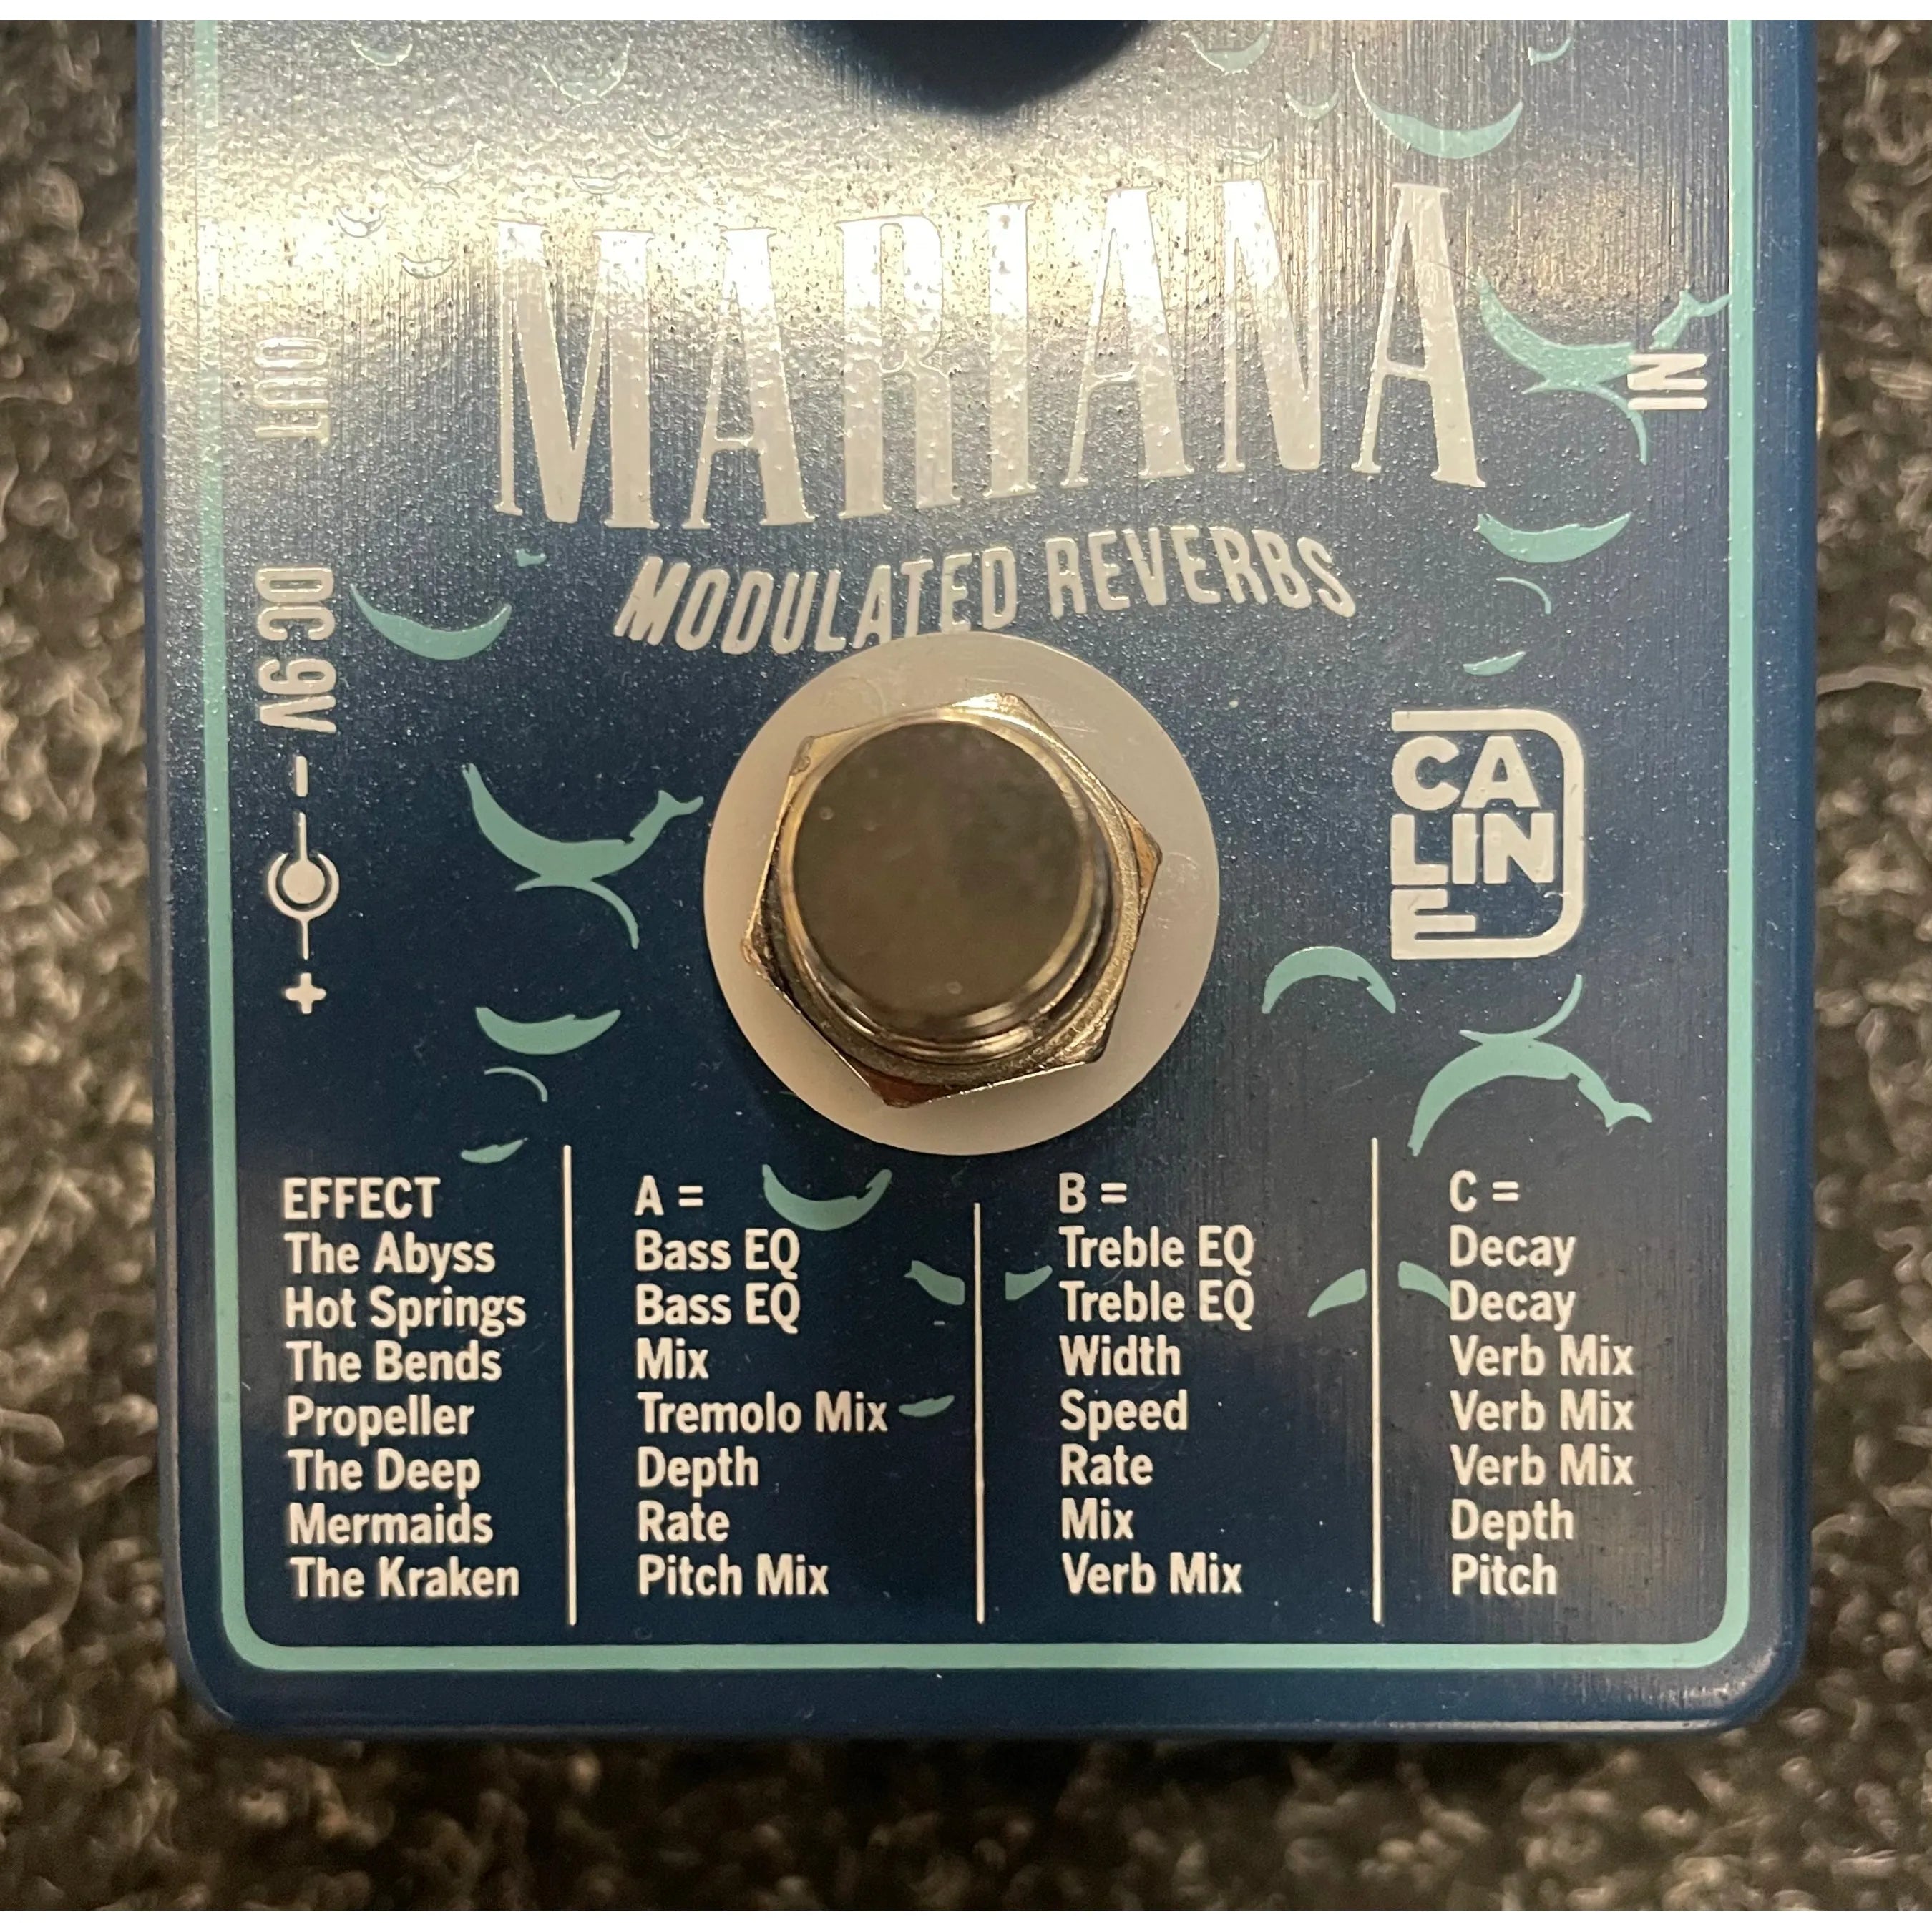 MARIANA
MODULATED REVERBS
OUT
IN
DC 9V - +
CA
LIN
E
EFFECT A = B = C =
The Abyss Bass EQ Treble EQ Decay
Hot Springs Bass EQ Treble EQ Decay
The Bends Mix Width Verb Mix
Propeller Tremolo Mix Speed Verb Mix
The Deep Depth Rate Verb Mix
Mermaids Rate Mix Depth
The Kraken Pitch Mix Verb Mix Pitch